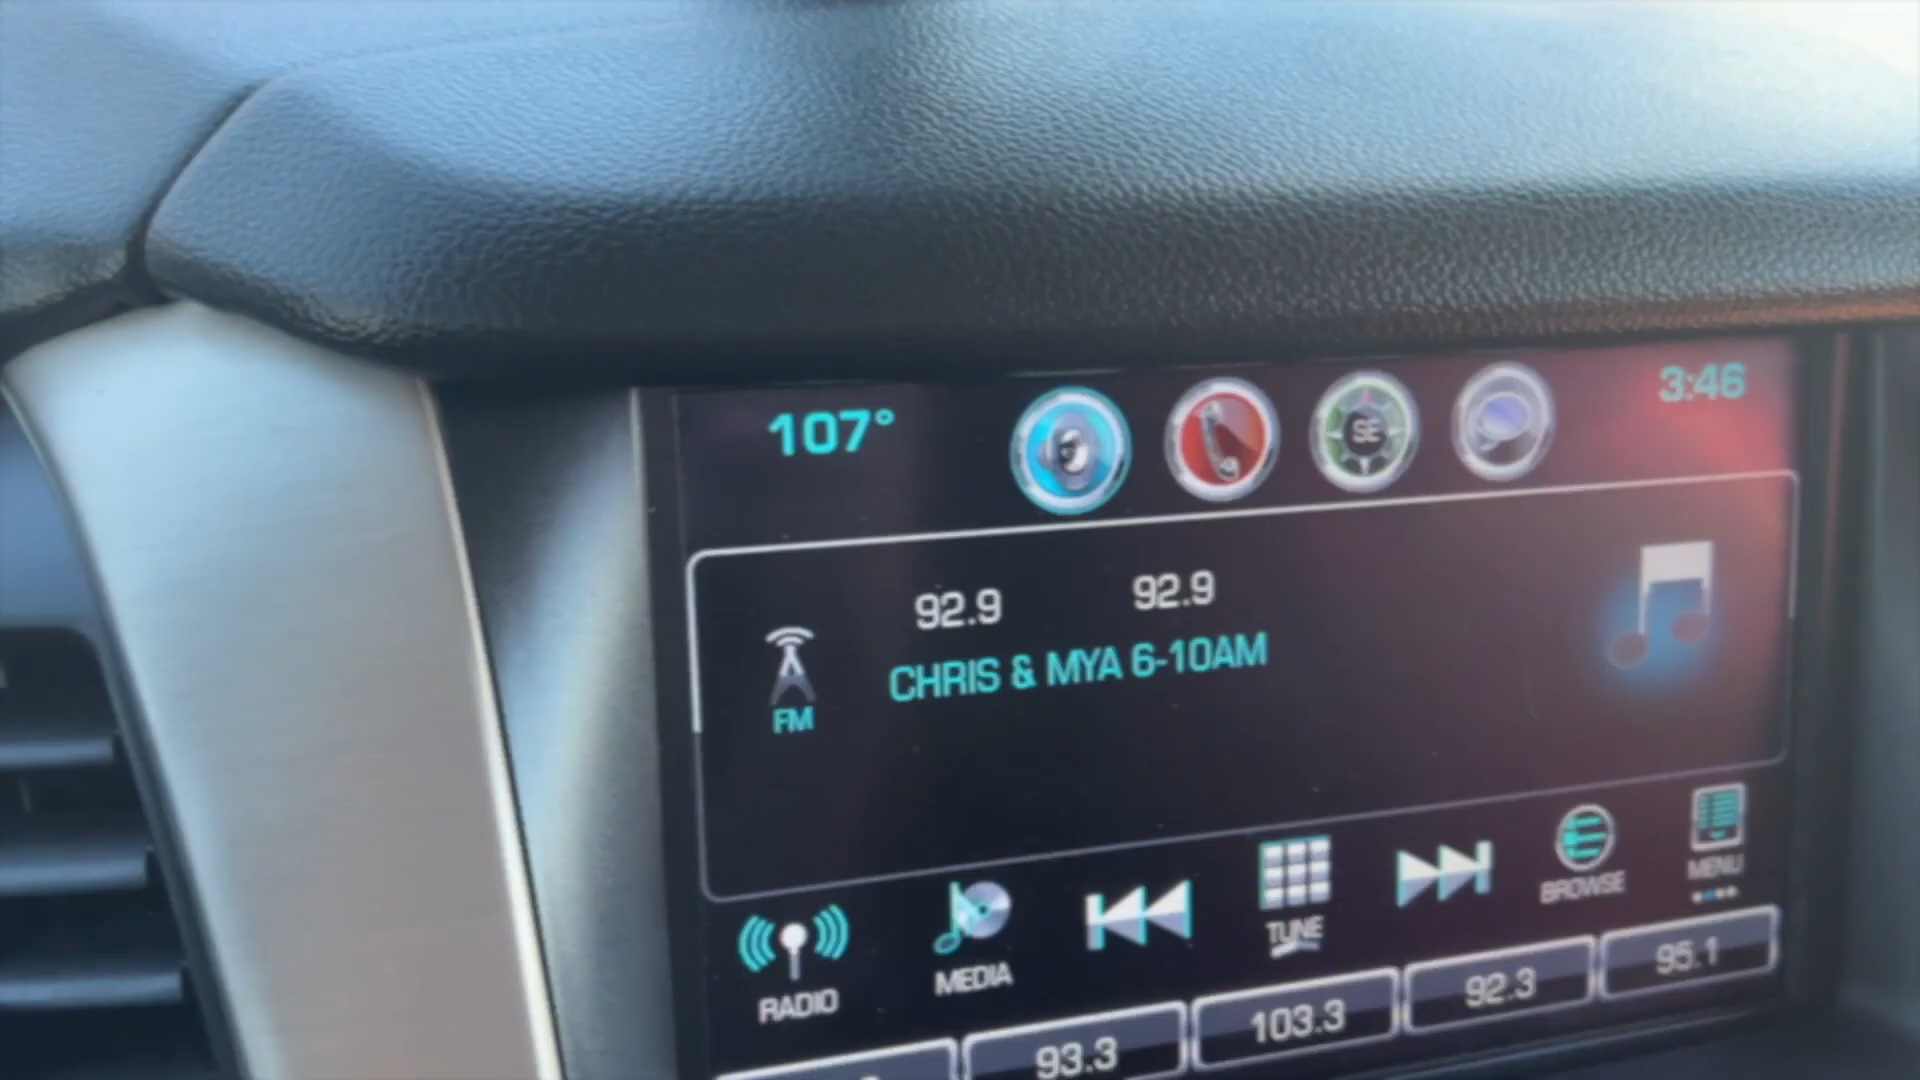 107°
SE
3:46
92.9 92.9
CHRIS & MYA 6-10AM
FM
RADIO
MEDIA
TUNE
BROWSE
MENU
93.3
103.3
92.3
95.1